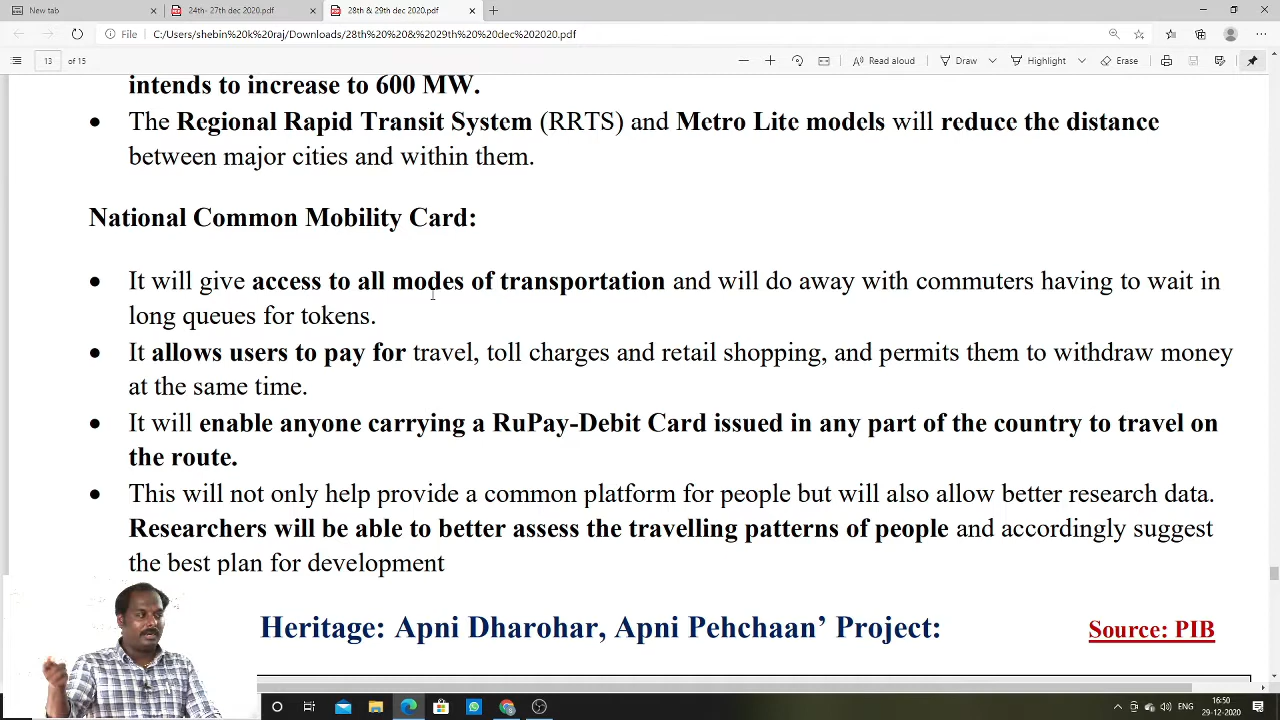 New tab
24th- 27th dec 2020.pdf
28th & 29th dec 2020.pdf
File
C:/Users/shebin%20k%20raj/Downloads/28th%20%20&%2029th%20%20dec%202020.pdf
13 of 15
Read aloud
Draw
Highlight
Erase
intends to increase to 600 MW.
• The Regional Rapid Transit System (RRTS) and Metro Lite models will reduce the distance
between major cities and within them.
National Common Mobility Card:
• It will give access to all modes of transportation and will do away with commuters having to wait in
long queues for tokens.
• It allows users to pay for travel, toll charges and retail shopping, and permits them to withdraw money
at the same time.
• It will enable anyone carrying a RuPay-Debit Card issued in any part of the country to travel on
the route.
• This will not only help provide a common platform for people but will also allow better research data.
Researchers will be able to better assess the travelling patterns of people and accordingly suggest
the best plan for development
Heritage: Apni Dharohar, Apni Pehchaan’ Project:
Source: PIB
ENG
16:50
29-12-2020